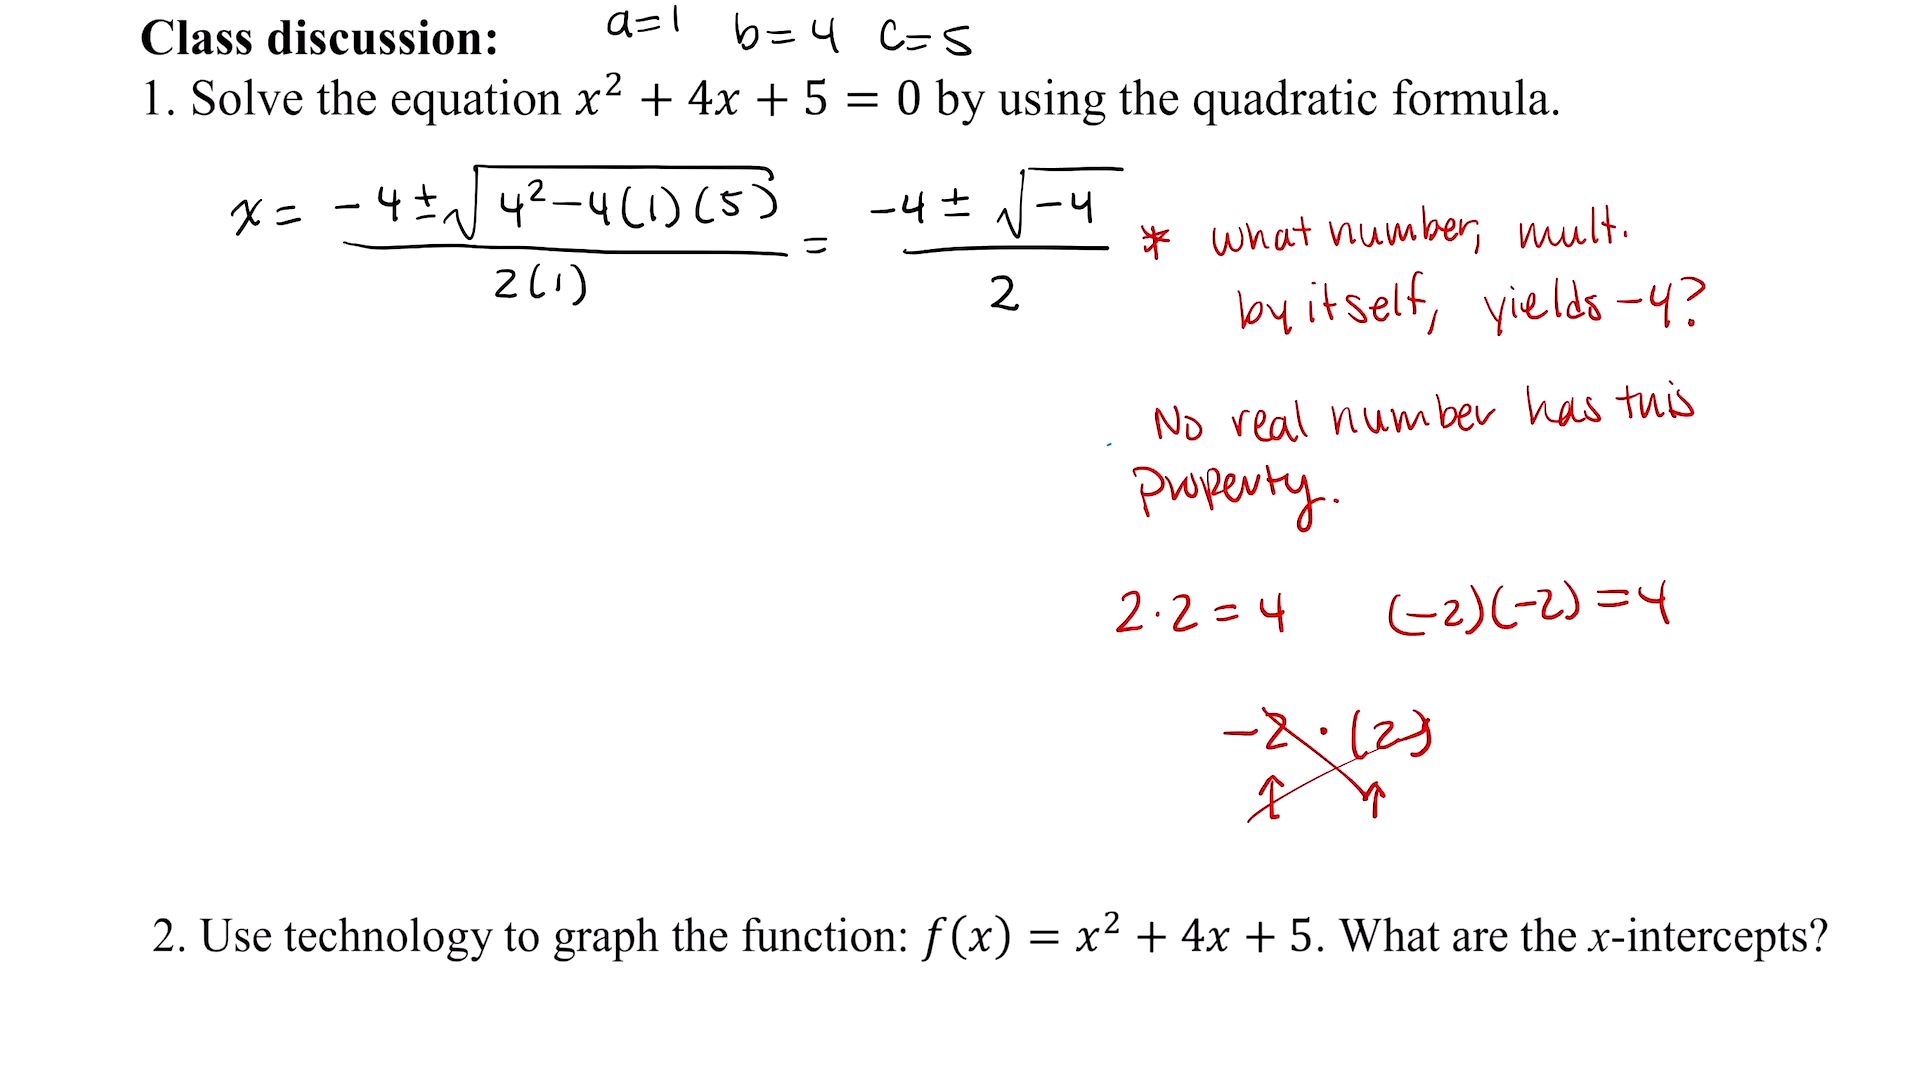 Class discussion: a=1 b=4 c=5
1. Solve the equation x² + 4x + 5 = 0 by using the quadratic formula.
x = (-4 ± √(4²-4(1)(5))) / 2(1) = (-4 ± √-4) / 2
* what number, mult.
by itself, yields -4?
No real number has this
property.
2·2=4 (-2)(-2)=4
-2·(2)
2. Use technology to graph the function: f(x) = x² + 4x + 5. What are the x-intercepts?